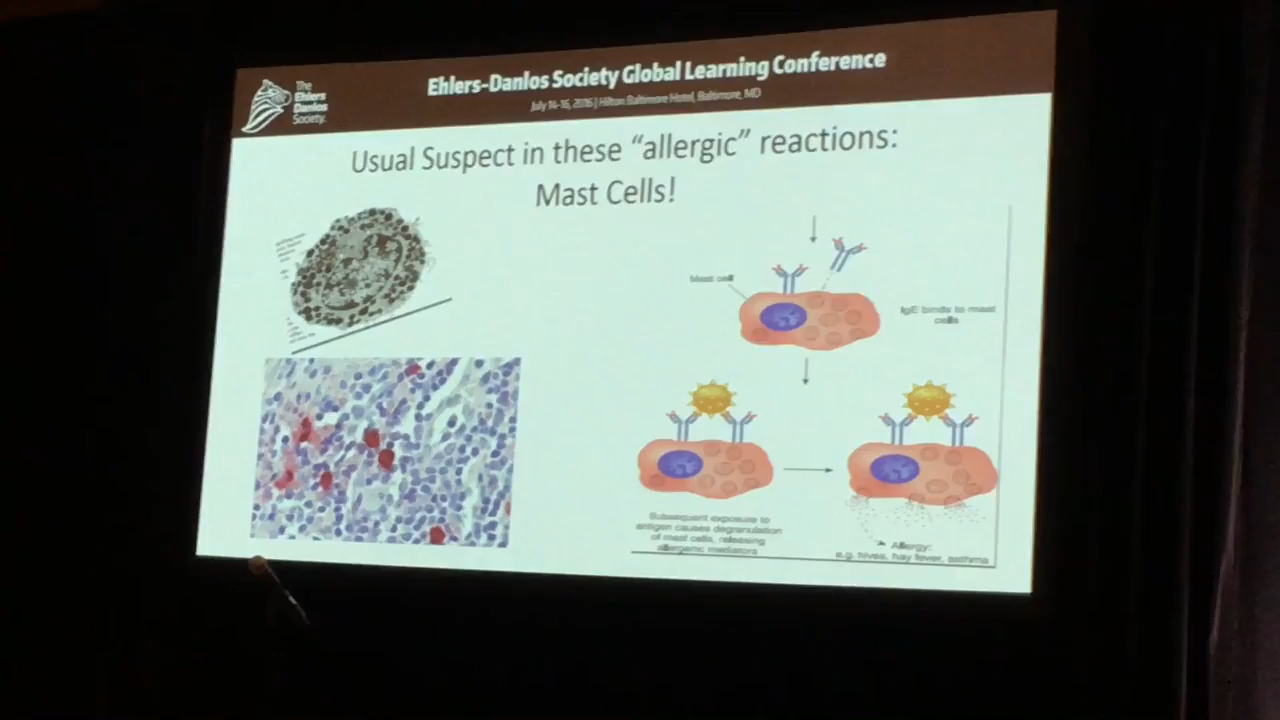 The
Ehlers
Danlos
Society.
Ehlers-Danlos Society Global Learning Conference
July 14-16, 2016 | Hilton Baltimore Hotel, Baltimore, MD
Usual Suspect in these “allergic” reactions:
Mast Cells!
Mast cell
IgE binds to mast
cells
Subsequent exposure to
antigen causes degranulation
of mast cells, releasing
allergenic mediators
Allergy:
e.g. hives, hay fever, asthma